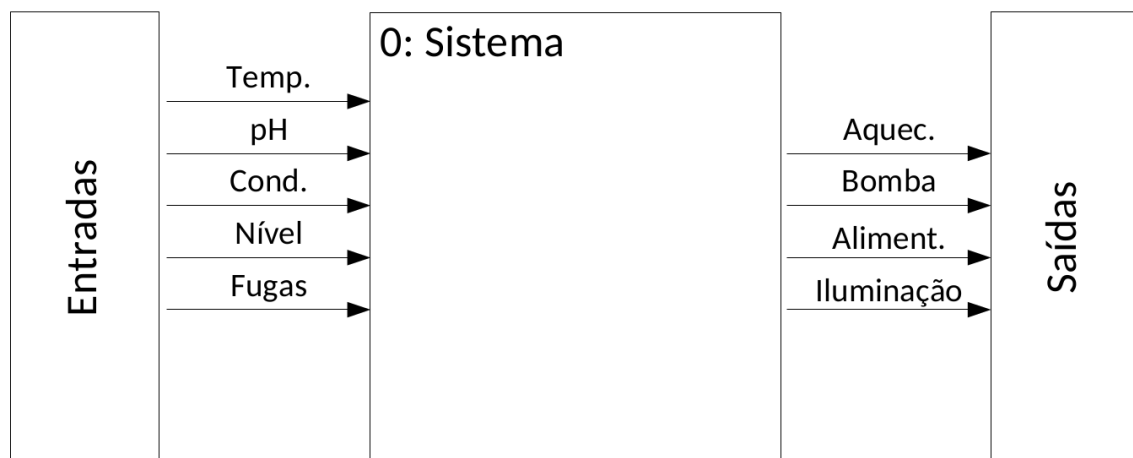 0: Sistema
Entradas
Temp.
pH
Cond.
Nível
Fugas
Aquec.
Bomba
Aliment.
Iluminação
Saídas